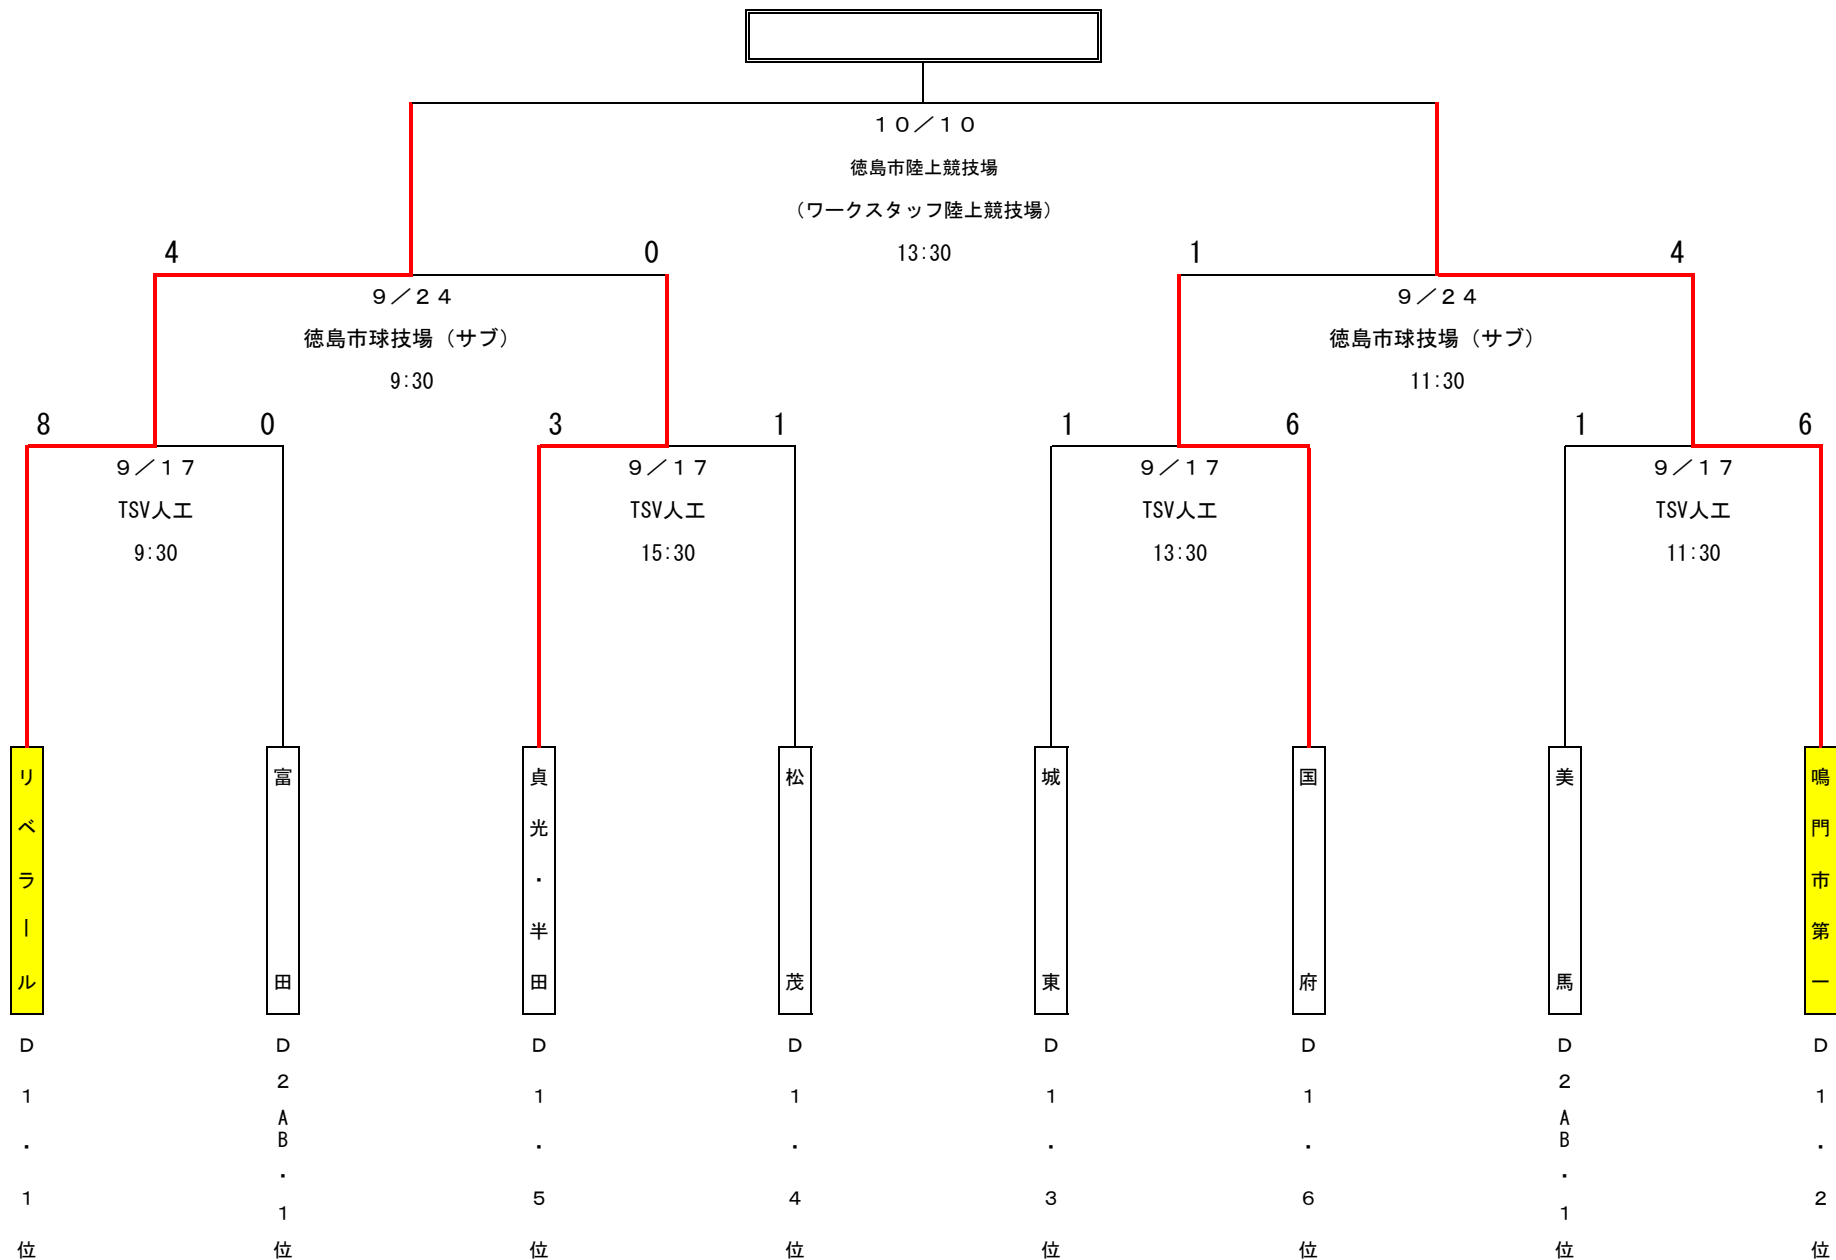 １０／１０
徳島市陸上競技場
（ワークスタッフ陸上競技場）
13:30
4 0 1 4
９／２４ ９／２４
徳島市球技場（サブ） 徳島市球技場（サブ）
9:30 11:30
8 0 3 1 1 6 1 6
９／１７ ９／１７ ９／１７ ９／１７
TSV人工 TSV人工 TSV人工 TSV人工
9:30 15:30 13:30 11:30
リベラール
富田
貞光・半田
松茂
城東
国府
美馬
鳴門市第一
Ｄ１．１位
Ｄ２AB．１位
Ｄ１．５位
Ｄ１．４位
Ｄ１．３位
Ｄ１．６位
Ｄ２AB．１位
Ｄ１．２位